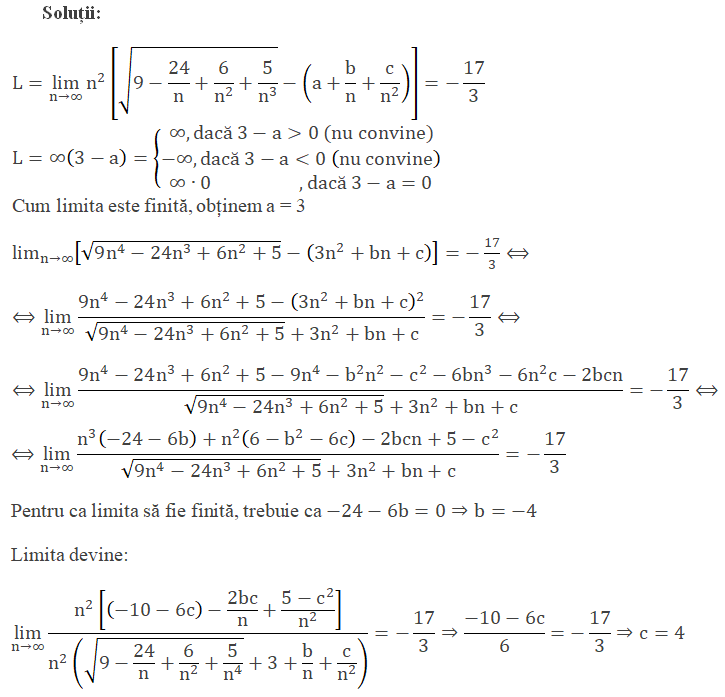 Soluții:
L = lim n→∞ n² [√(9 − 24/n + 6/n² + 5/n³) − (a + b/n + c/n²)] = − 17/3
L = ∞(3 − a) = { ∞, dacă 3 − a > 0 (nu convine)
−∞, dacă 3 − a < 0 (nu convine)
∞ · 0 , dacă 3 − a = 0
Cum limita este finită, obținem a = 3
limn→∞[√(9n⁴ − 24n³ + 6n² + 5) − (3n² + bn + c)] = − 17/3 ⇔
⇔ lim n→∞ (9n⁴ − 24n³ + 6n² + 5 − (3n² + bn + c)²)/(√(9n⁴ − 24n³ + 6n² + 5) + 3n² + bn + c) = − 17/3 ⇔
⇔ lim n→∞ (9n⁴ − 24n³ + 6n² + 5 − 9n⁴ − b²n² − c² − 6bn³ − 6n²c − 2bcn)/(√(9n⁴ − 24n³ + 6n² + 5) + 3n² + bn + c) = − 17/3 ⇔
⇔ lim n→∞ (n³(−24 − 6b) + n²(6 − b² − 6c) − 2bcn + 5 − c²)/(√(9n⁴ − 24n³ + 6n² + 5) + 3n² + bn + c) = − 17/3
Pentru ca limita să fie finită, trebuie ca −24 − 6b = 0 ⇒ b = −4
Limita devine:
lim n→∞ (n² [(−10 − 6c) − 2bc/n + (5 − c²)/n²])/(n² (√(9 − 24/n + 6/n² + 5/n⁴) + 3 + b/n + c/n²)) = − 17/3 ⇒ (−10 − 6c)/6 = − 17/3 ⇒ c = 4